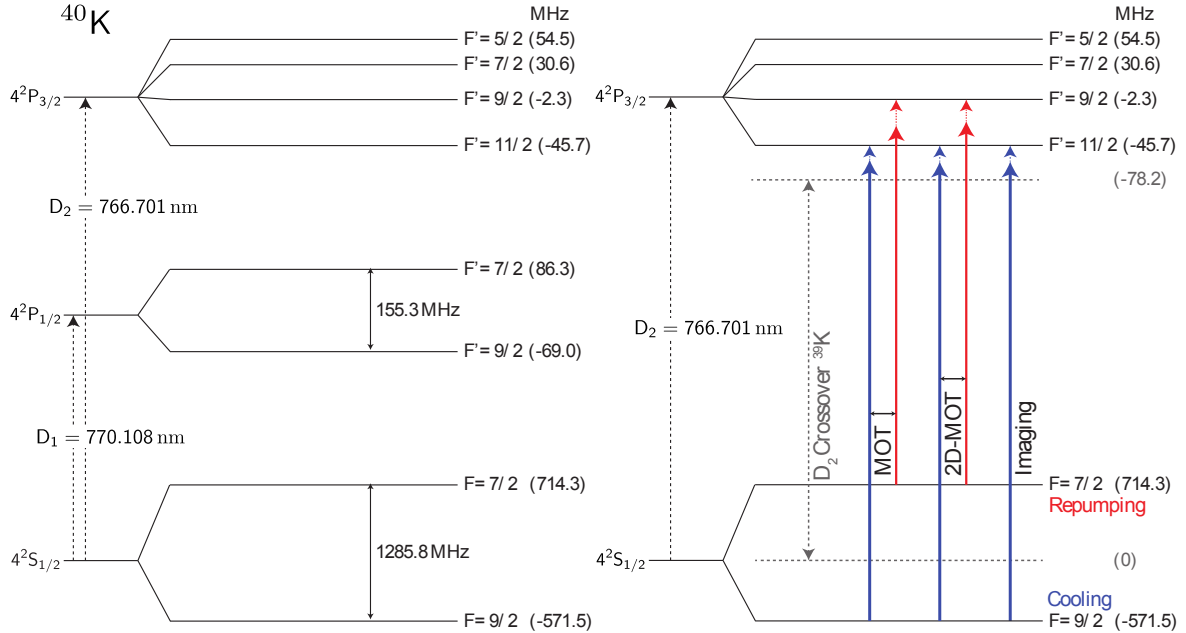 ⁴⁰K
MHz
F'= 5/2 (54.5)
F'= 7/2 (30.6)
4²P₃/₂
F'= 9/2 (-2.3)
F'= 11/2 (-45.7)
D₂ = 766.701 nm
F'= 7/2 (86.3)
155.3 MHz
4²P₁/₂
F'= 9/2 (-69.0)
D₁ = 770.108 nm
F= 7/2 (714.3)
1285.8 MHz
4²S₁/₂
F= 9/2 (-571.5)
MHz
F'= 5/2 (54.5)
F'= 7/2 (30.6)
4²P₃/₂
F'= 9/2 (-2.3)
F'= 11/2 (-45.7)
(-78.2)
D₂ = 766.701 nm
D₂ Crossover ³⁹K
MOT
2D-MOT
Imaging
F= 7/2 (714.3)
Repumping
4²S₁/₂
(0)
Cooling
F= 9/2 (-571.5)